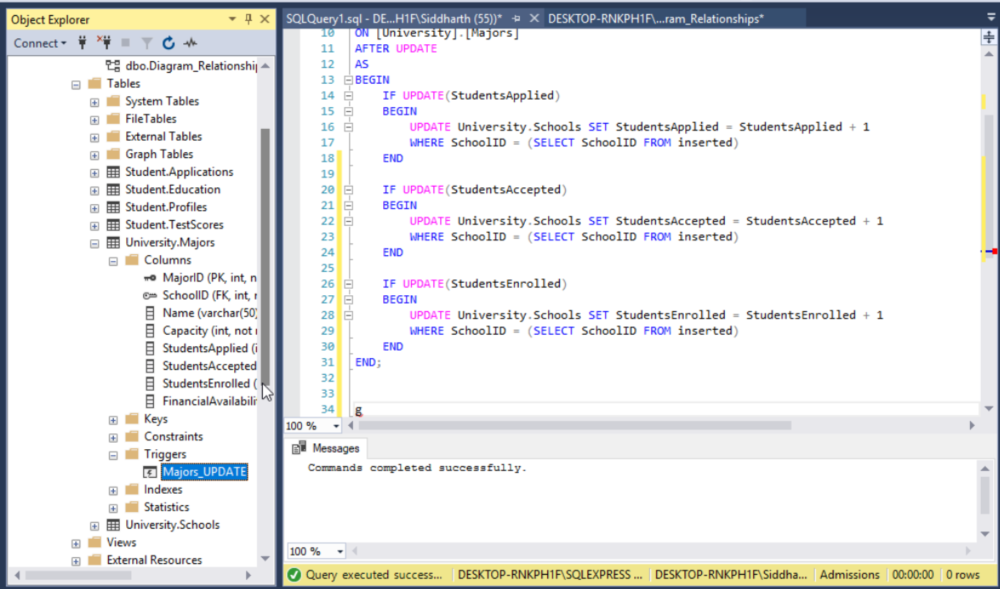 Object Explorer
Connect
dbo.Diagram_Relationship
Tables
System Tables
FileTables
External Tables
Graph Tables
Student.Applications
Student.Education
Student.Profiles
Student.TestScores
University.Majors
Columns
MajorID (PK, int, n
SchoolID (FK, int, r
Name (varchar(50)
Capacity (int, not
StudentsApplied (i
StudentsAccepted
StudentsEnrolled (
FinancialAvailabili
Keys
Constraints
Triggers
Majors_UPDATE
Indexes
Statistics
University.Schools
Views
External Resources
SQLQuery1.sql - DE...H1F\Siddharth (55))*
DESKTOP-RNKPH1F\...ram_Relationships*
10 ON [University].[Majors]
11 AFTER UPDATE
12 AS
13 BEGIN
14 IF UPDATE(StudentsApplied)
15 BEGIN
16 UPDATE University.Schools SET StudentsApplied = StudentsApplied + 1
17 WHERE SchoolID = (SELECT SchoolID FROM inserted)
18 END
19
20 IF UPDATE(StudentsAccepted)
21 BEGIN
22 UPDATE University.Schools SET StudentsAccepted = StudentsAccepted + 1
23 WHERE SchoolID = (SELECT SchoolID FROM inserted)
24 END
25
26 IF UPDATE(StudentsEnrolled)
27 BEGIN
28 UPDATE University.Schools SET StudentsEnrolled = StudentsEnrolled + 1
29 WHERE SchoolID = (SELECT SchoolID FROM inserted)
30 END
31 END;
32
33
34 g
100 %
Messages
Commands completed successfully.
100 %
Query executed success... DESKTOP-RNKPH1F\SQLEXPRESS ... DESKTOP-RNKPH1F\Siddha... Admissions 00:00:00 0 rows